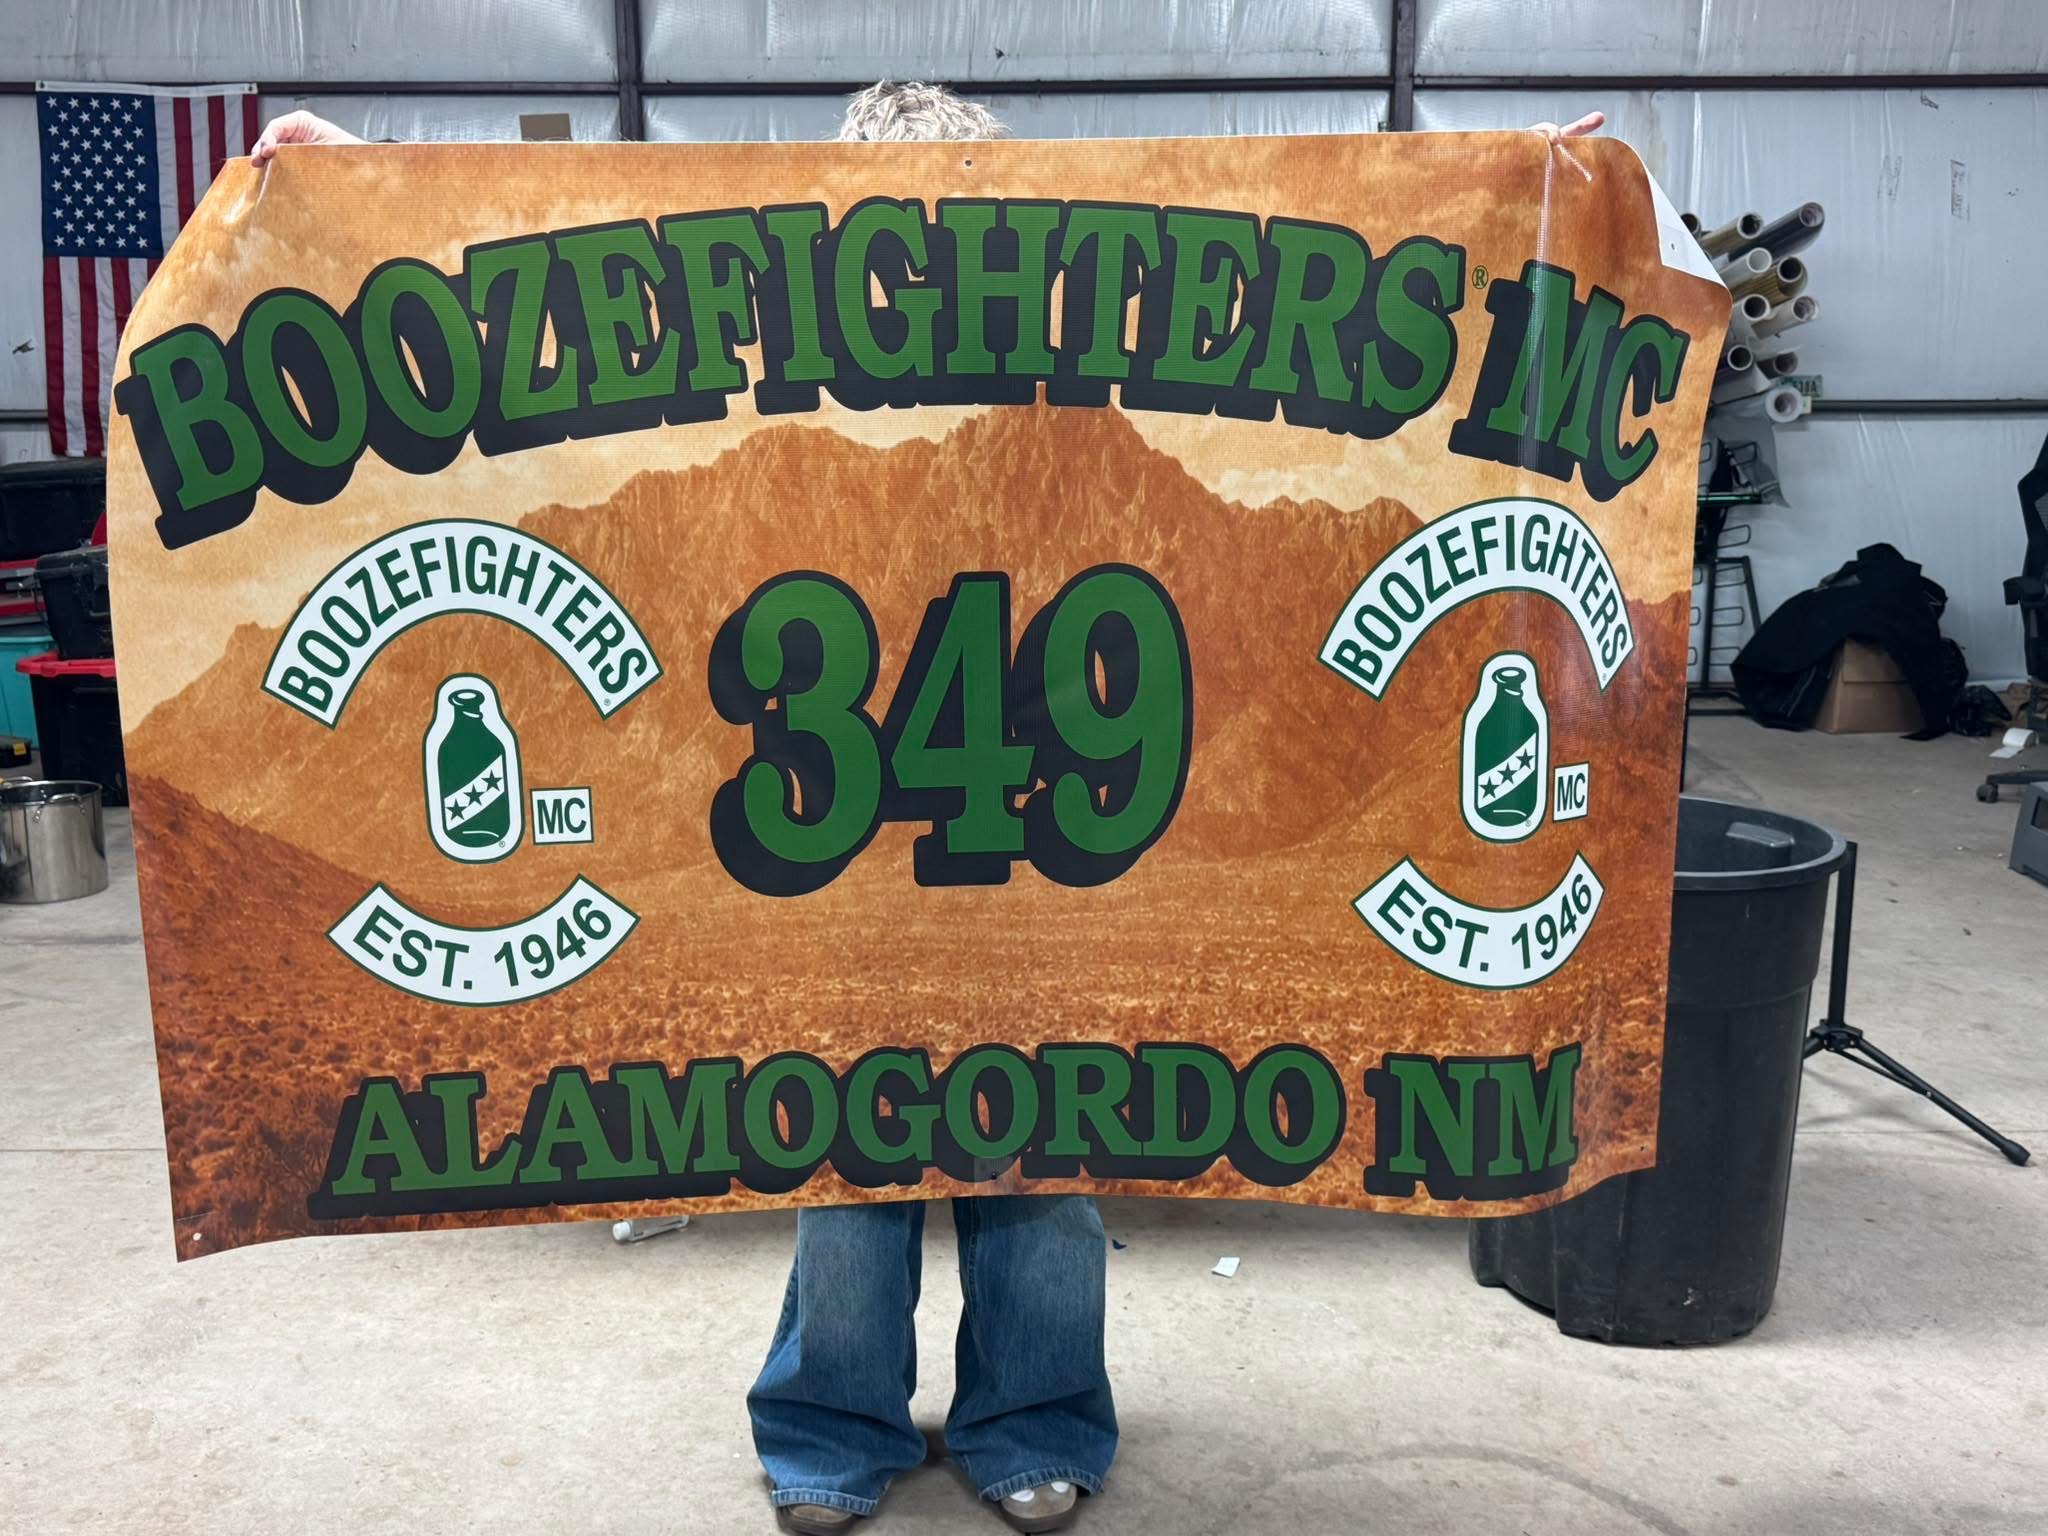 BOOZEFIGHTERS® MC
BOOZEFIGHTERS®
MC
®
EST. 1946
349
BOOZEFIGHTERS®
MC
®
EST. 1946
ALAMOGORDO NM